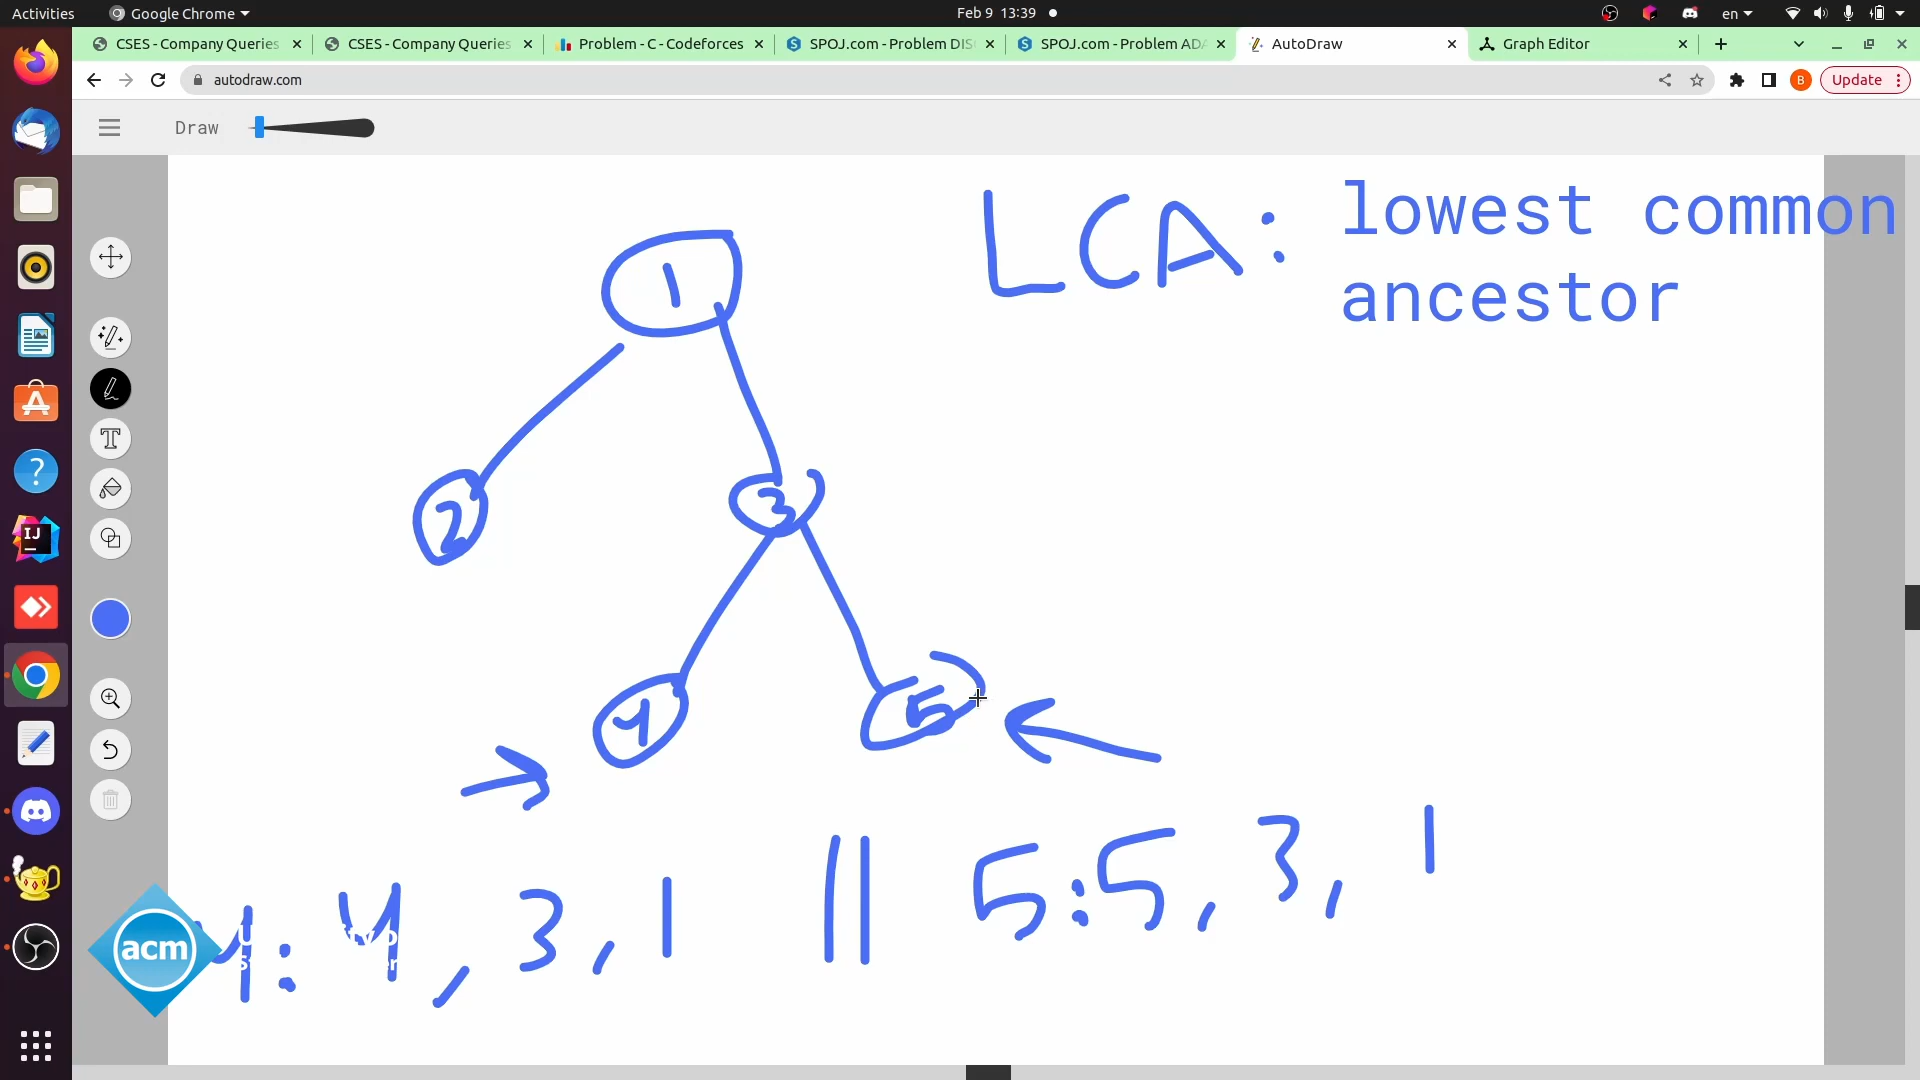 Activities Google Chrome Feb 9 13:39 en
CSES - Company Queries CSES - Company Queries Problem - C - Codeforces SPOJ.com - Problem DIS SPOJ.com - Problem ADA AutoDraw Graph Editor
autodraw.com B Update
Draw
LCA: lowest common
ancestor
1
2 3
4 5
4: 4, 3, 1 || 5:5, 3, 1
acm